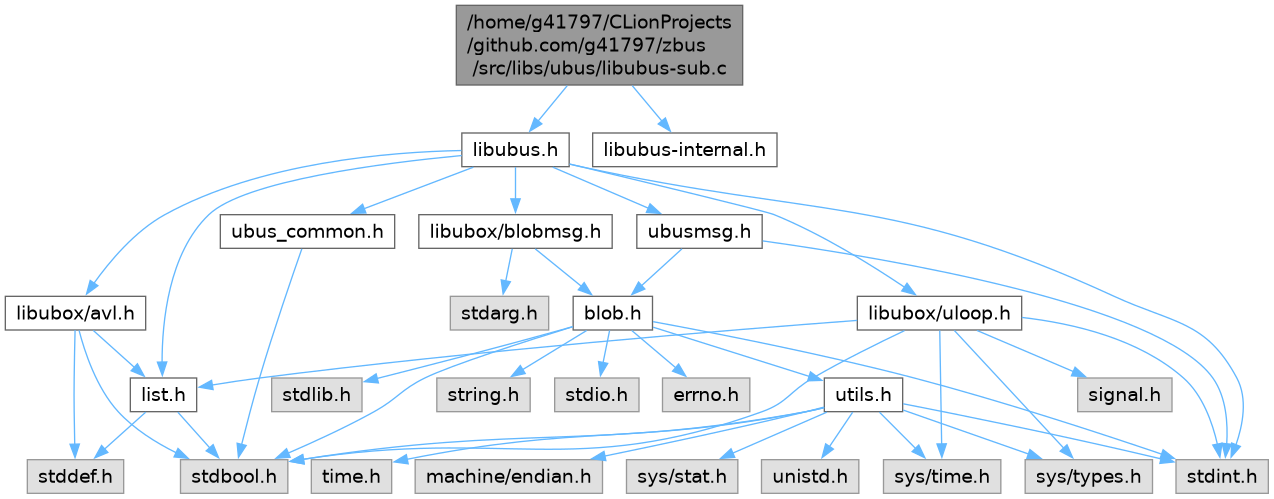 /home/g41797/CLionProjects
/github.com/g41797/zbus
/src/libs/ubus/libubus-sub.c
libubus.h
libubus-internal.h
ubus_common.h
libubox/blobmsg.h
ubusmsg.h
libubox/avl.h
stdarg.h
blob.h
libubox/uloop.h
list.h
stdlib.h
string.h
stdio.h
errno.h
utils.h
signal.h
stddef.h
stdbool.h
time.h
machine/endian.h
sys/stat.h
unistd.h
sys/time.h
sys/types.h
stdint.h